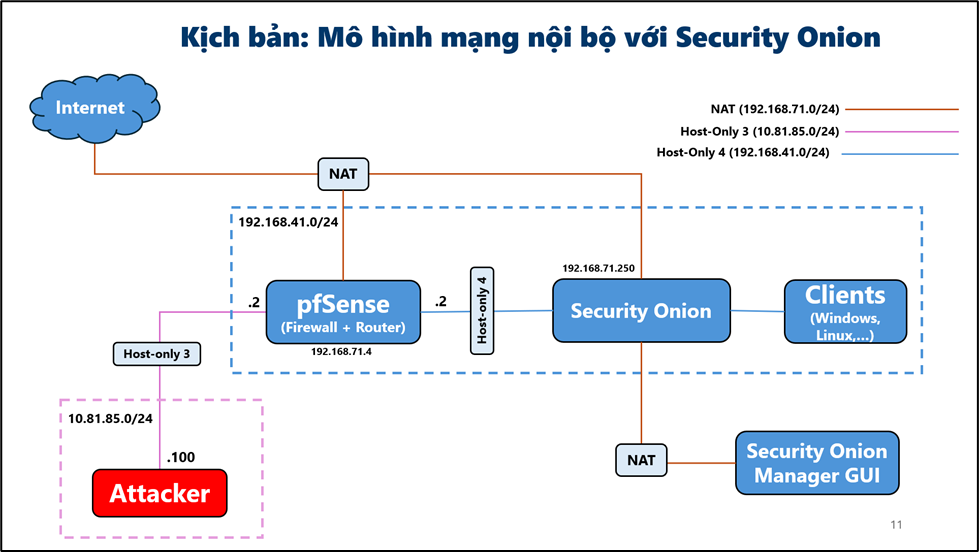 Kịch bản: Mô hình mạng nội bộ với Security Onion
Internet
NAT (192.168.71.0/24)
Host-Only 3 (10.81.85.0/24)
Host-Only 4 (192.168.41.0/24)
NAT
192.168.41.0/24
192.168.71.250
.2
pfSense
(Firewall + Router)
192.168.71.4
.2
Host-only 4
Security Onion
Clients
(Windows,
Linux,...)
Host-only 3
10.81.85.0/24
.100
Attacker
NAT
Security Onion
Manager GUI
11